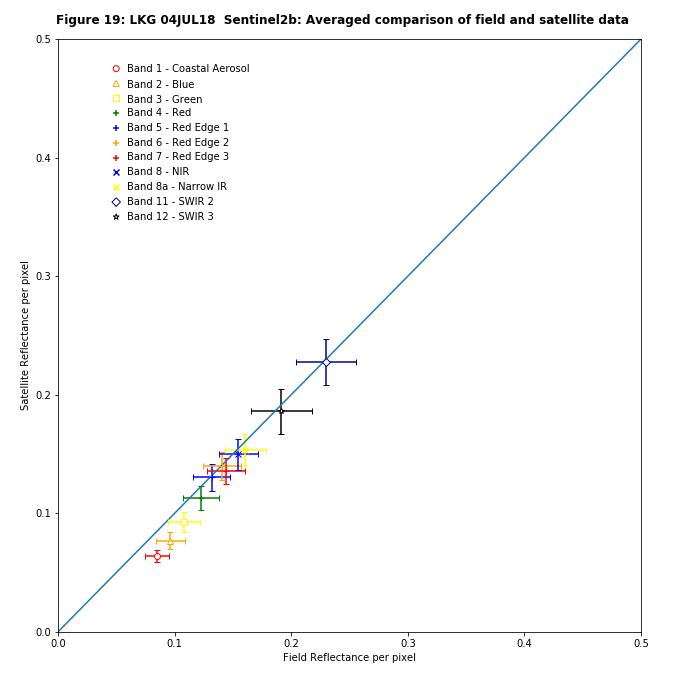 Figure 19: LKG 04JUL18  Sentinel2b: Averaged comparison of field and satellite data
0.5
Band 1 - Coastal Aerosol
Band 2 - Blue
Band 3 - Green
Band 4 - Red
Band 5 - Red Edge 1
Band 6 - Red Edge 2
Band 7 - Red Edge 3
Band 8 - NIR
Band 8a - Narrow IR
Band 11 - SWIR 2
Band 12 - SWIR 3
0.4
0.3
Satellite Reflectance per pixel
0.2
0.1
0.0
0.0 0.1 0.2 0.3 0.4 0.5
Field Reflectance per pixel